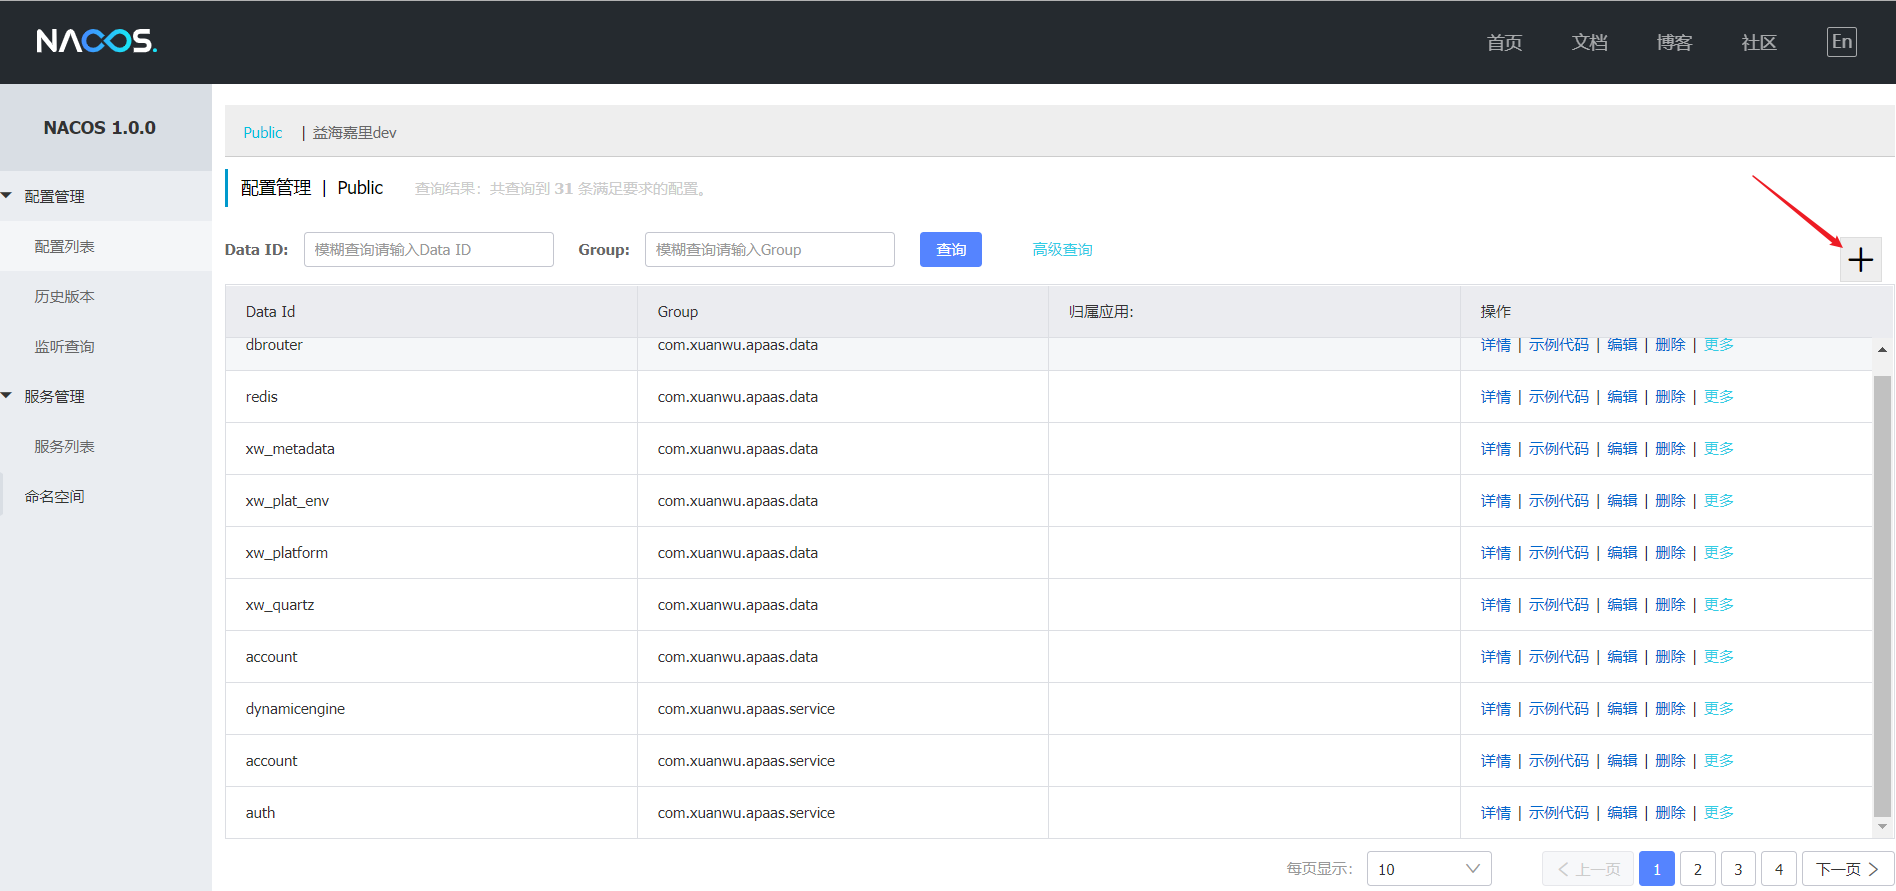 NACOS.
首页 文档 博客 社区 En
NACOS 1.0.0
配置管理
配置列表
历史版本
监听查询
服务管理
服务列表
命名空间
Public | 益海嘉里dev
配置管理 | Public 查询结果：共查询到 31 条满足要求的配置。
Data ID: 模糊查询请输入Data ID Group: 模糊查询请输入Group 查询 高级查询
Data Id Group 归属应用: 操作
dbrouter com.xuanwu.apaas.data 详情 | 示例代码 | 编辑 | 删除 | 更多
redis com.xuanwu.apaas.data 详情 | 示例代码 | 编辑 | 删除 | 更多
xw_metadata com.xuanwu.apaas.data 详情 | 示例代码 | 编辑 | 删除 | 更多
xw_plat_env com.xuanwu.apaas.data 详情 | 示例代码 | 编辑 | 删除 | 更多
xw_platform com.xuanwu.apaas.data 详情 | 示例代码 | 编辑 | 删除 | 更多
xw_quartz com.xuanwu.apaas.data 详情 | 示例代码 | 编辑 | 删除 | 更多
account com.xuanwu.apaas.data 详情 | 示例代码 | 编辑 | 删除 | 更多
dynamicengine com.xuanwu.apaas.service 详情 | 示例代码 | 编辑 | 删除 | 更多
account com.xuanwu.apaas.service 详情 | 示例代码 | 编辑 | 删除 | 更多
auth com.xuanwu.apaas.service 详情 | 示例代码 | 编辑 | 删除 | 更多
每页显示： 10 上一页 1 2 3 4 下一页